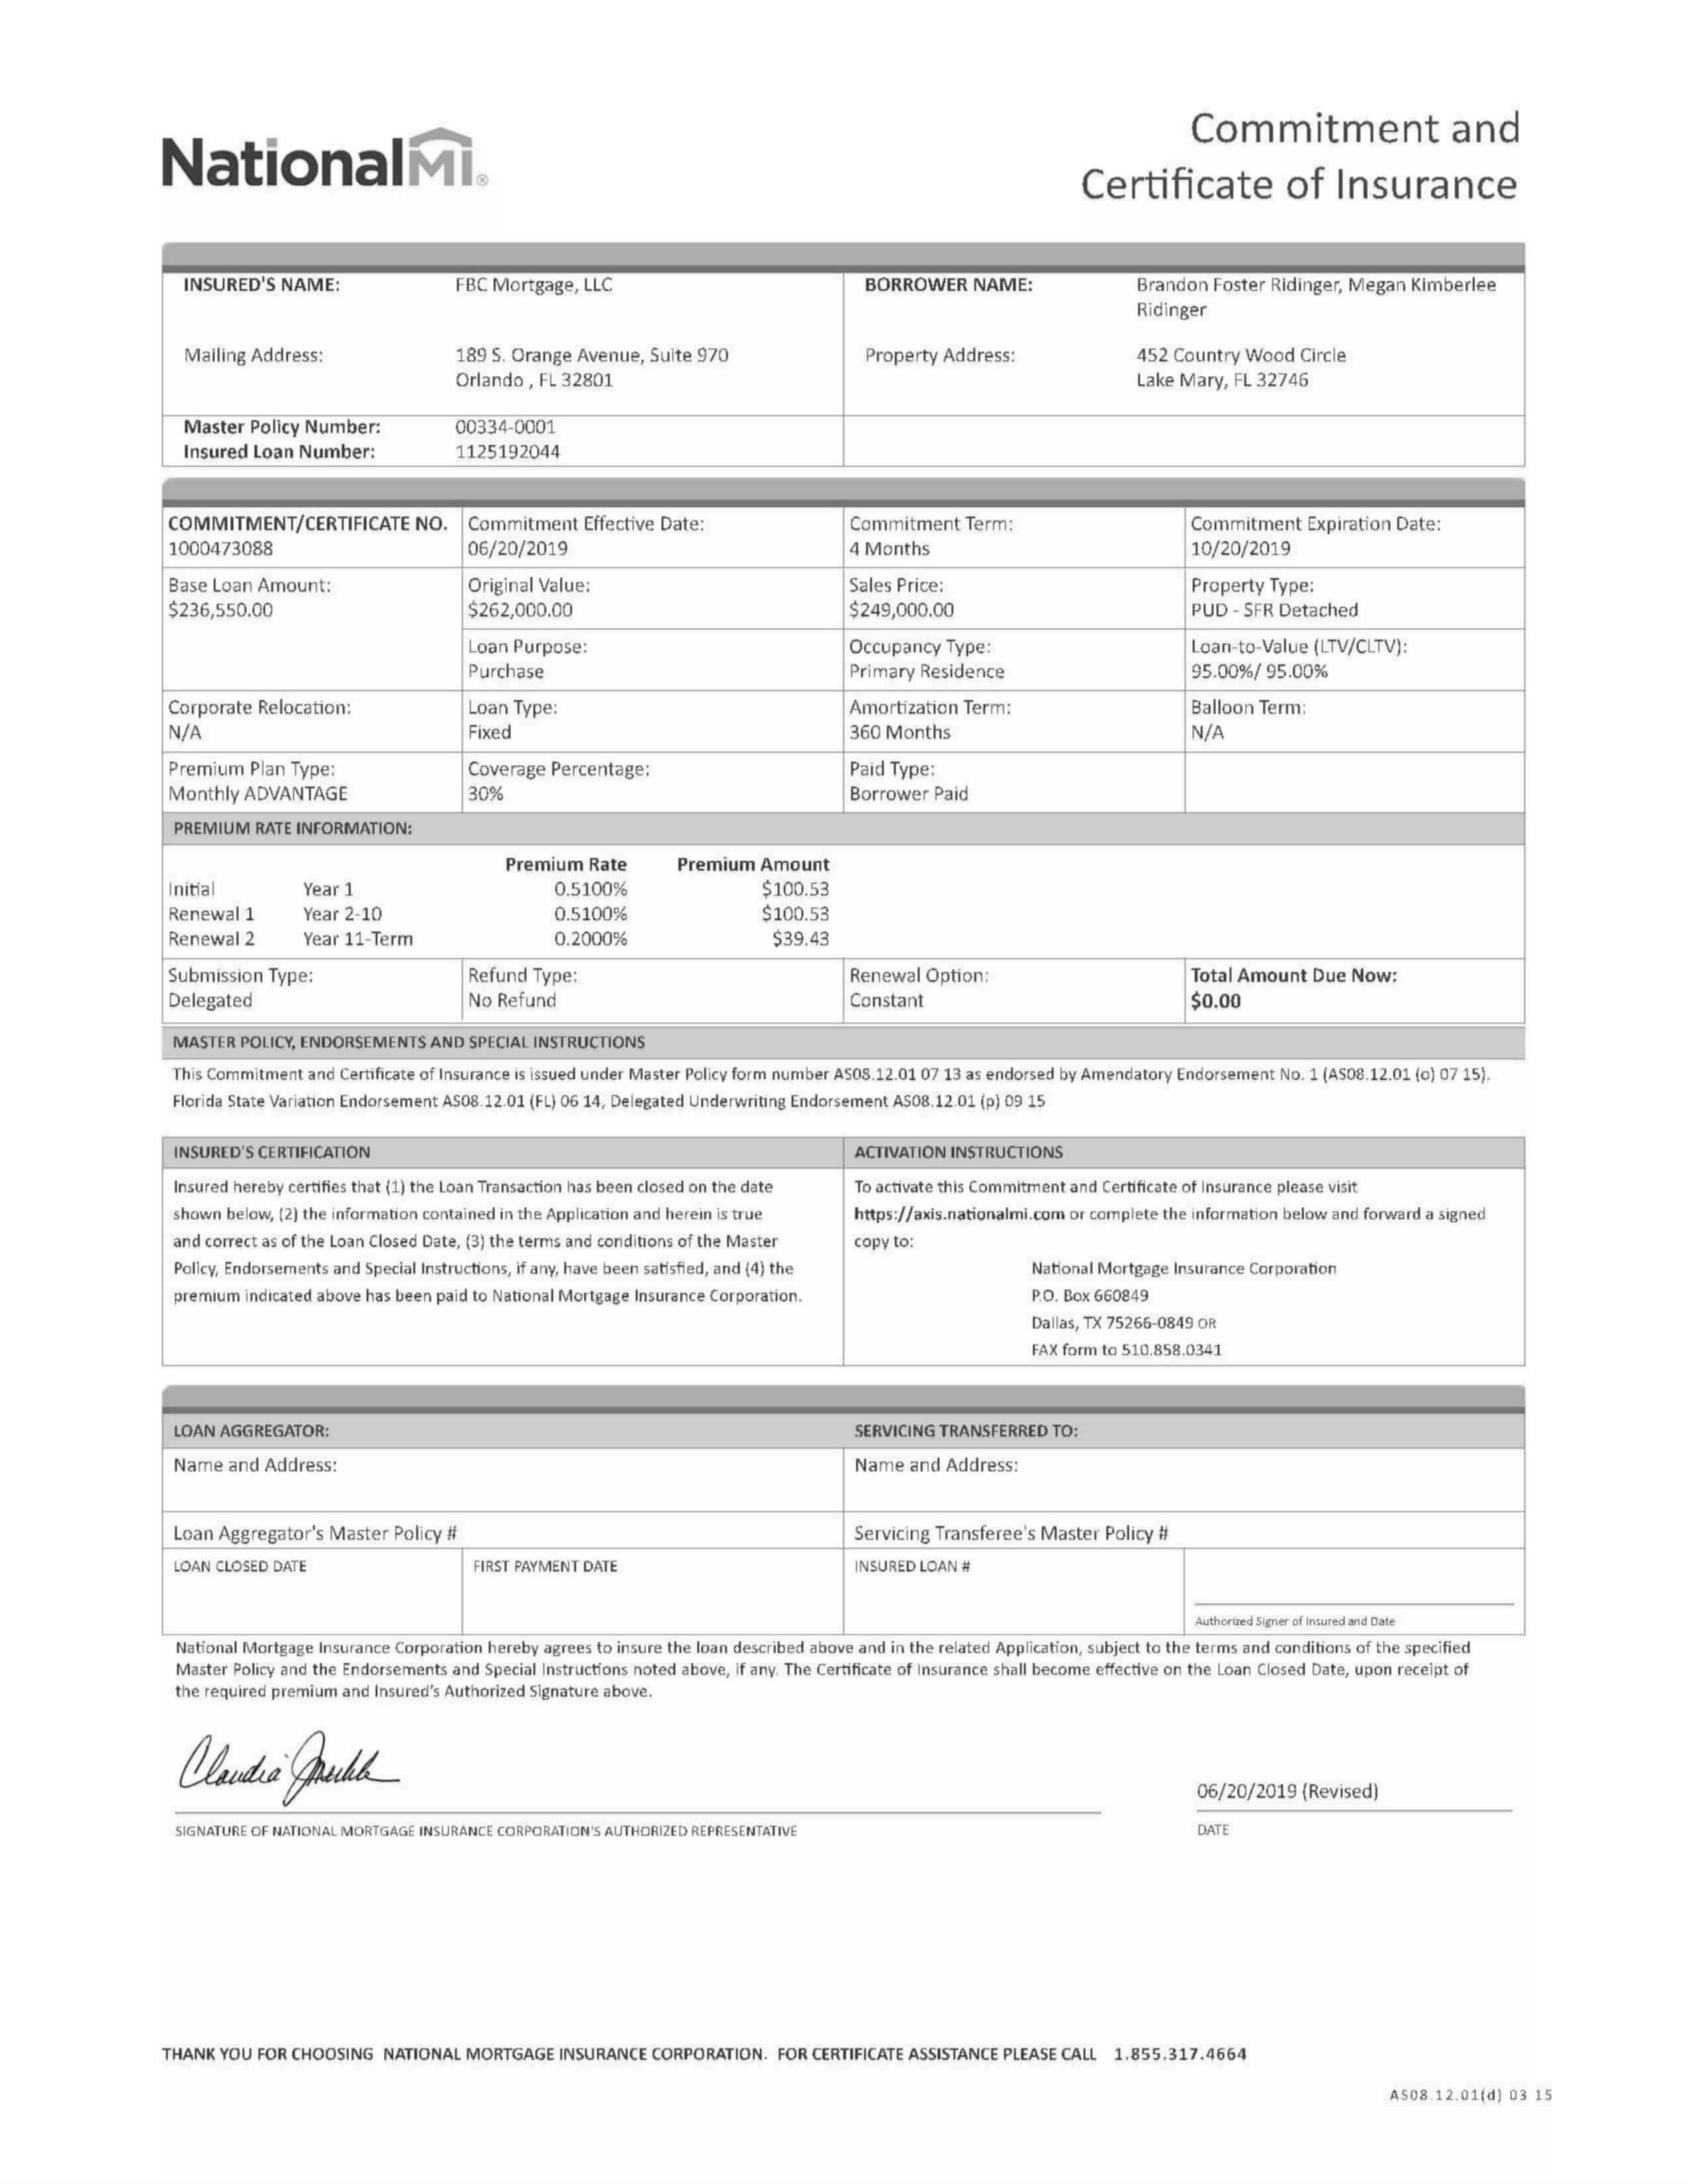 NationalMI®
Commitment and
Certificate of Insurance
INSURED'S NAME: FBC Mortgage, LLC BORROWER NAME: Brandon Foster Ridinger, Megan Kimberlee
Ridinger
Mailing Address: 189 S. Orange Avenue, Suite 970 Property Address: 452 Country Wood Circle
Orlando , FL 32801 Lake Mary, FL 32746
Master Policy Number: 00334-0001
Insured Loan Number: 1125192044
COMMITMENT/CERTIFICATE NO. Commitment Effective Date: Commitment Term: Commitment Expiration Date:
1000473088 06/20/2019 4 Months 10/20/2019
Base Loan Amount: Original Value: Sales Price: Property Type:
$236,550.00 $262,000.00 $249,000.00 PUD - SFR Detached
Loan Purpose: Occupancy Type: Loan-to-Value (LTV/CLTV):
Purchase Primary Residence 95.00%/ 95.00%
Corporate Relocation: Loan Type: Amortization Term: Balloon Term:
N/A Fixed 360 Months N/A
Premium Plan Type: Coverage Percentage: Paid Type:
Monthly ADVANTAGE 30% Borrower Paid
PREMIUM RATE INFORMATION:
Premium Rate Premium Amount
Initial Year 1 0.5100% $100.53
Renewal 1 Year 2-10 0.5100% $100.53
Renewal 2 Year 11-Term 0.2000% $39.43
Submission Type: Refund Type: Renewal Option: Total Amount Due Now:
Delegated No Refund Constant $0.00
MASTER POLICY, ENDORSEMENTS AND SPECIAL INSTRUCTIONS
This Commitment and Certificate of Insurance is issued under Master Policy form number AS08.12.01 07 13 as endorsed by Amendatory Endorsement No. 1 (AS08.12.01 (o) 07 15).
Florida State Variation Endorsement AS08.12.01 (FL) 06 14, Delegated Underwriting Endorsement AS08.12.01 (p) 09 15
INSURED'S CERTIFICATION
Insured hereby certifies that (1) the Loan Transaction has been closed on the date
shown below, (2) the information contained in the Application and herein is true
and correct as of the Loan Closed Date, (3) the terms and conditions of the Master
Policy, Endorsements and Special Instructions, if any, have been satisfied, and (4) the
premium indicated above has been paid to National Mortgage Insurance Corporation.
ACTIVATION INSTRUCTIONS
To activate this Commitment and Certificate of Insurance please visit
https://axis.nationalmi.com or complete the information below and forward a signed
copy to:
National Mortgage Insurance Corporation
P.O. Box 660849
Dallas, TX 75266-0849 OR
FAX form to 510.858.0341
LOAN AGGREGATOR: SERVICING TRANSFERRED TO:
Name and Address: Name and Address:
Loan Aggregator's Master Policy # Servicing Transferee's Master Policy #
LOAN CLOSED DATE FIRST PAYMENT DATE INSURED LOAN #
Authorized Signer of Insured and Date
National Mortgage Insurance Corporation hereby agrees to insure the loan described above and in the related Application, subject to the terms and conditions of the specified
Master Policy and the Endorsements and Special Instructions noted above, if any. The Certificate of Insurance shall become effective on the Loan Closed Date, upon receipt of
the required premium and Insured's Authorized Signature above.
Claudia
06/20/2019 (Revised)
SIGNATURE OF NATIONAL MORTGAGE INSURANCE CORPORATION'S AUTHORIZED REPRESENTATIVE DATE
THANK YOU FOR CHOOSING NATIONAL MORTGAGE INSURANCE CORPORATION. FOR CERTIFICATE ASSISTANCE PLEASE CALL 1.855.317.4664
AS08.12.01(d) 03 15